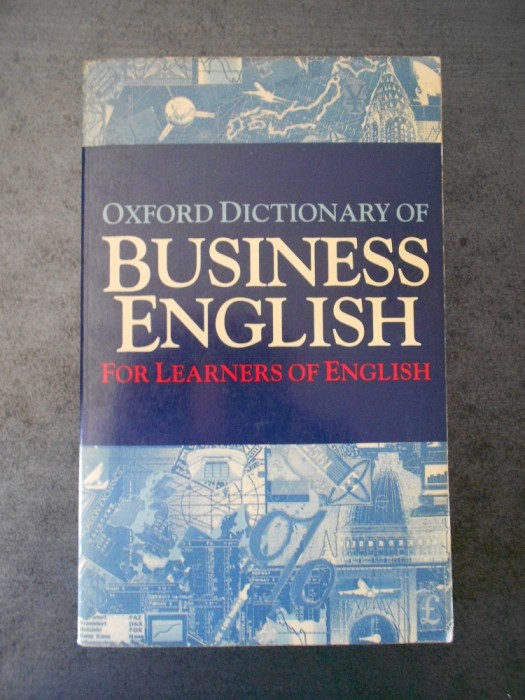 OXFORD DICTIONARY OF
BUSINESS
ENGLISH
FOR LEARNERS OF ENGLISH
%
£